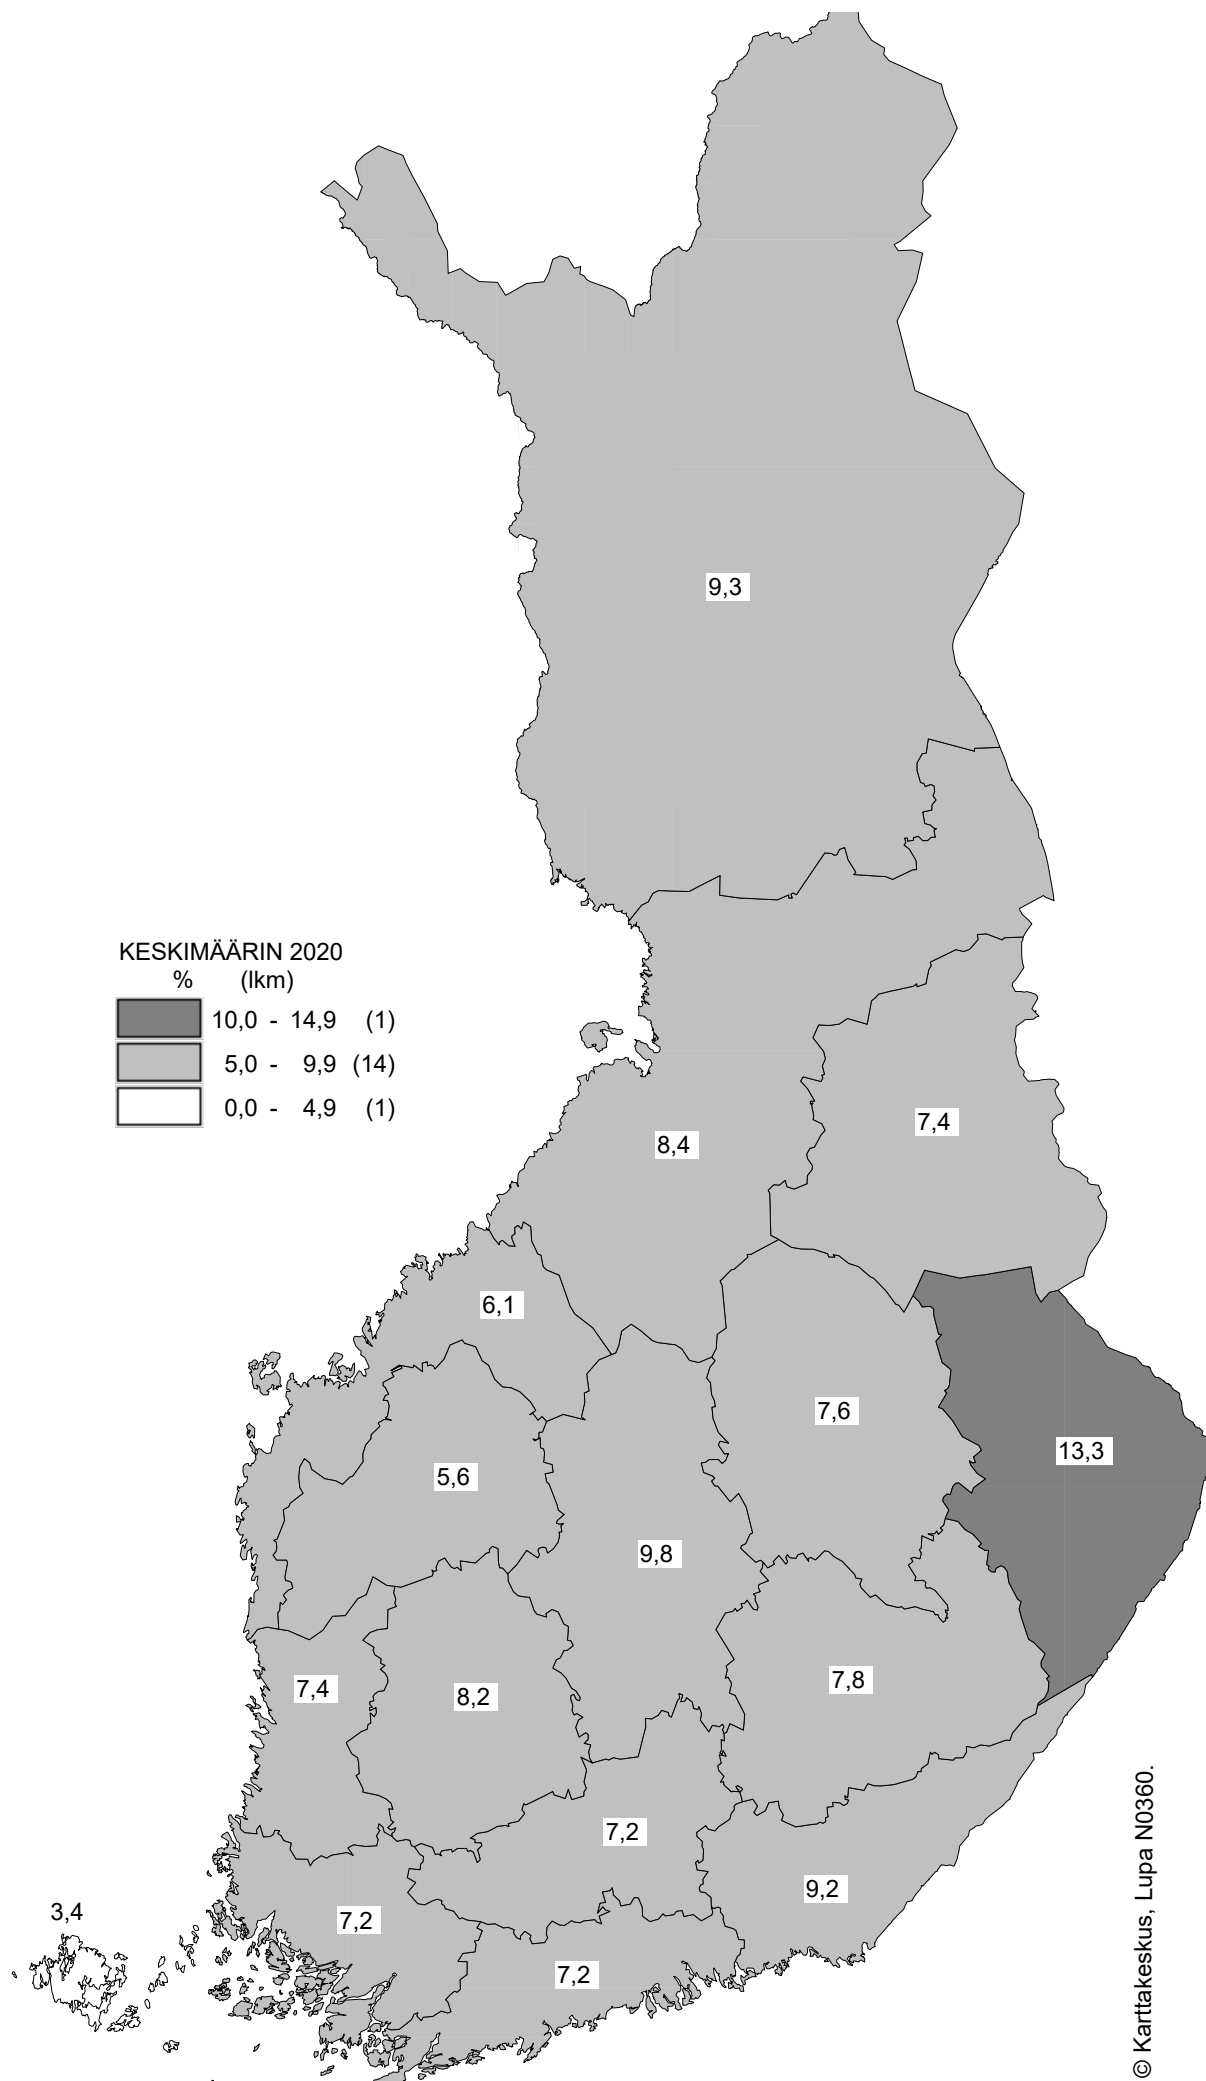 9,3
KESKIMÄÄRIN 2020
% (lkm)
10,0 - 14,9 (1)
5,0 - 9,9 (14)
0,0 - 4,9 (1)
7,4
8,4
6,1
7,6
13,3
5,6
9,8
7,4
8,2
7,8
7,2
9,2
3,4
7,2
7,2
© Karttakeskus, Lupa N0360.